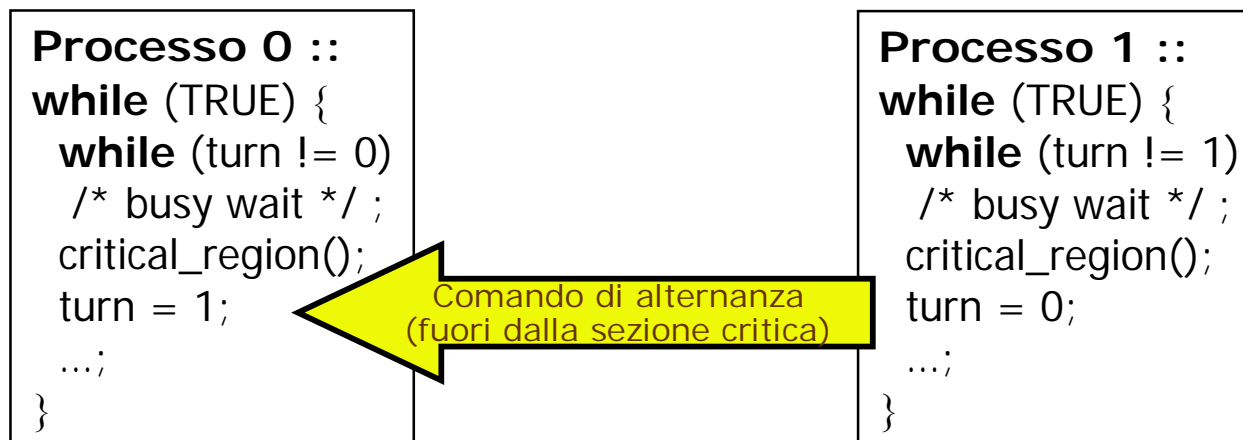 Processo 0 ::
while (TRUE) {
while (turn != 0)
/* busy wait */ ;
critical_region();
turn = 1;
...;
}
Comando di alternanza
(fuori dalla sezione critica)
Processo 1 ::
while (TRUE) {
while (turn != 1)
/* busy wait */ ;
critical_region();
turn = 0;
...;
}